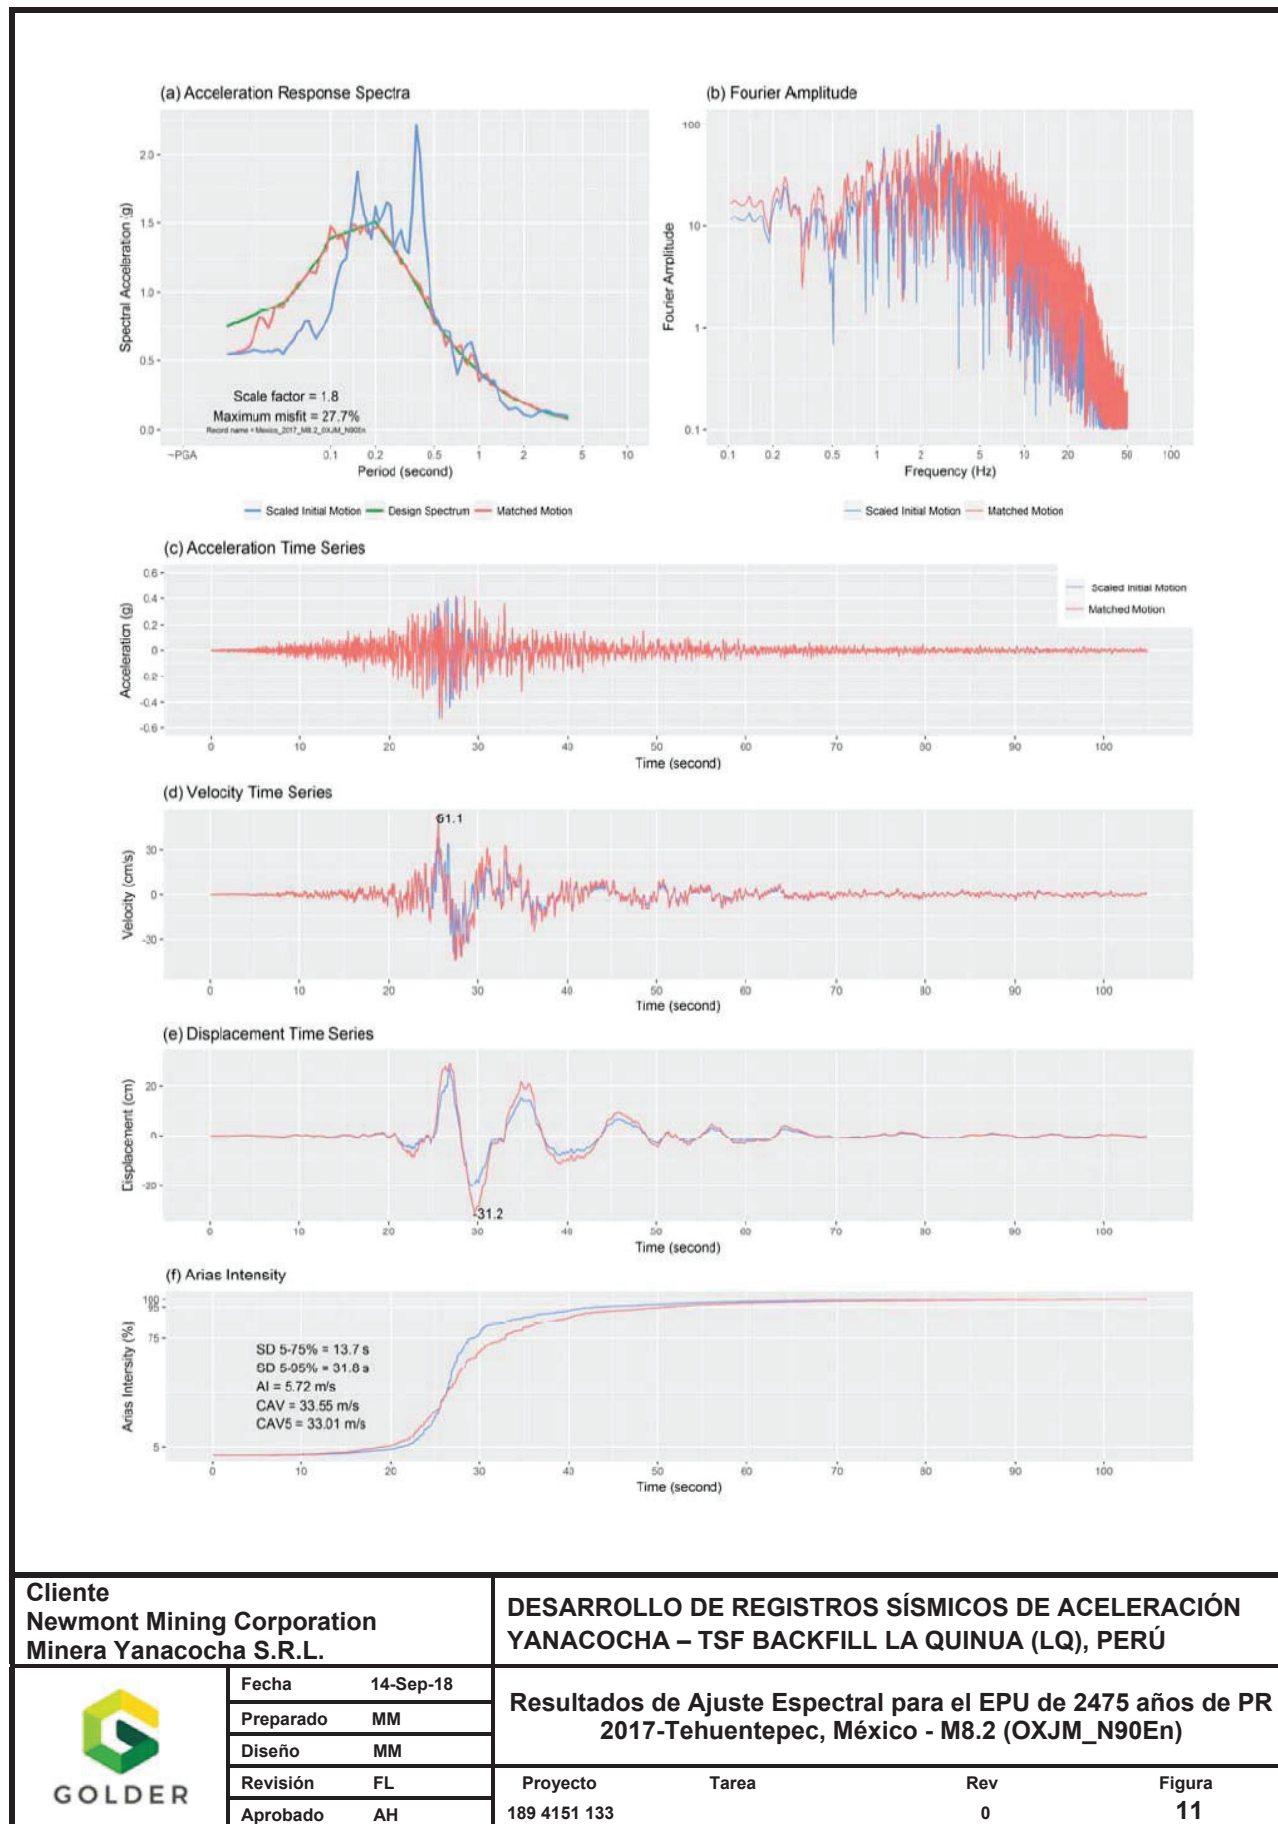 (a) Acceleration Response Spectra
Spectral Acceleration (g)
2.0
1.5
1.0
0.5
0.0
Scale factor = 1.8
Maximum misfit = 27.7%
Record name = Mexico_2017_M8.2_OXJM_N90En
~PGA 0.1 0.2 0.5 1 2 5 10
Period (second)
Scaled Initial Motion Design Spectrum Matched Motion
(b) Fourier Amplitude
Fourier Amplitude
100
10
1
0.1
0.1 0.2 0.5 1 2 5 10 20 50 100
Frequency (Hz)
Scaled Initial Motion Matched Motion
(c) Acceleration Time Series
Acceleration (g)
0.6
0.4
0.2
0
-0.2
-0.4
-0.6
Scaled Initial Motion
Matched Motion
0 10 20 30 40 50 60 70 80 90 100
Time (second)
(d) Velocity Time Series
Velocity (cm/s)
30
0
-30
51.1
0 10 20 30 40 50 60 70 80 90 100
Time (second)
(e) Displacement Time Series
Displacement (cm)
20
0
-20
-31.2
0 10 20 30 40 50 60 70 80 90 100
Time (second)
(f) Arias Intensity
Arias Intensity (%)
100
95
75
5
SD 5-75% = 13.7 s
SD 5-95% = 31.8 s
AI = 5.72 m/s
CAV = 33.55 m/s
CAV5 = 33.01 m/s
0 10 20 30 40 50 60 70 80 90 100
Time (second)
Cliente
Newmont Mining Corporation
Minera Yanacocha S.R.L.
DESARROLLO DE REGISTROS SÍSMICOS DE ACELERACIÓN
YANACOCHA – TSF BACKFILL LA QUINUA (LQ), PERÚ
GOLDER
Fecha 14-Sep-18
Preparado MM
Diseño MM
Revisión FL
Aprobado AH
Resultados de Ajuste Espectral para el EPU de 2475 años de PR
2017-Tehuentepec, México - M8.2 (OXJM_N90En)
Proyecto Tarea Rev Figura
189 4151 133 0 11